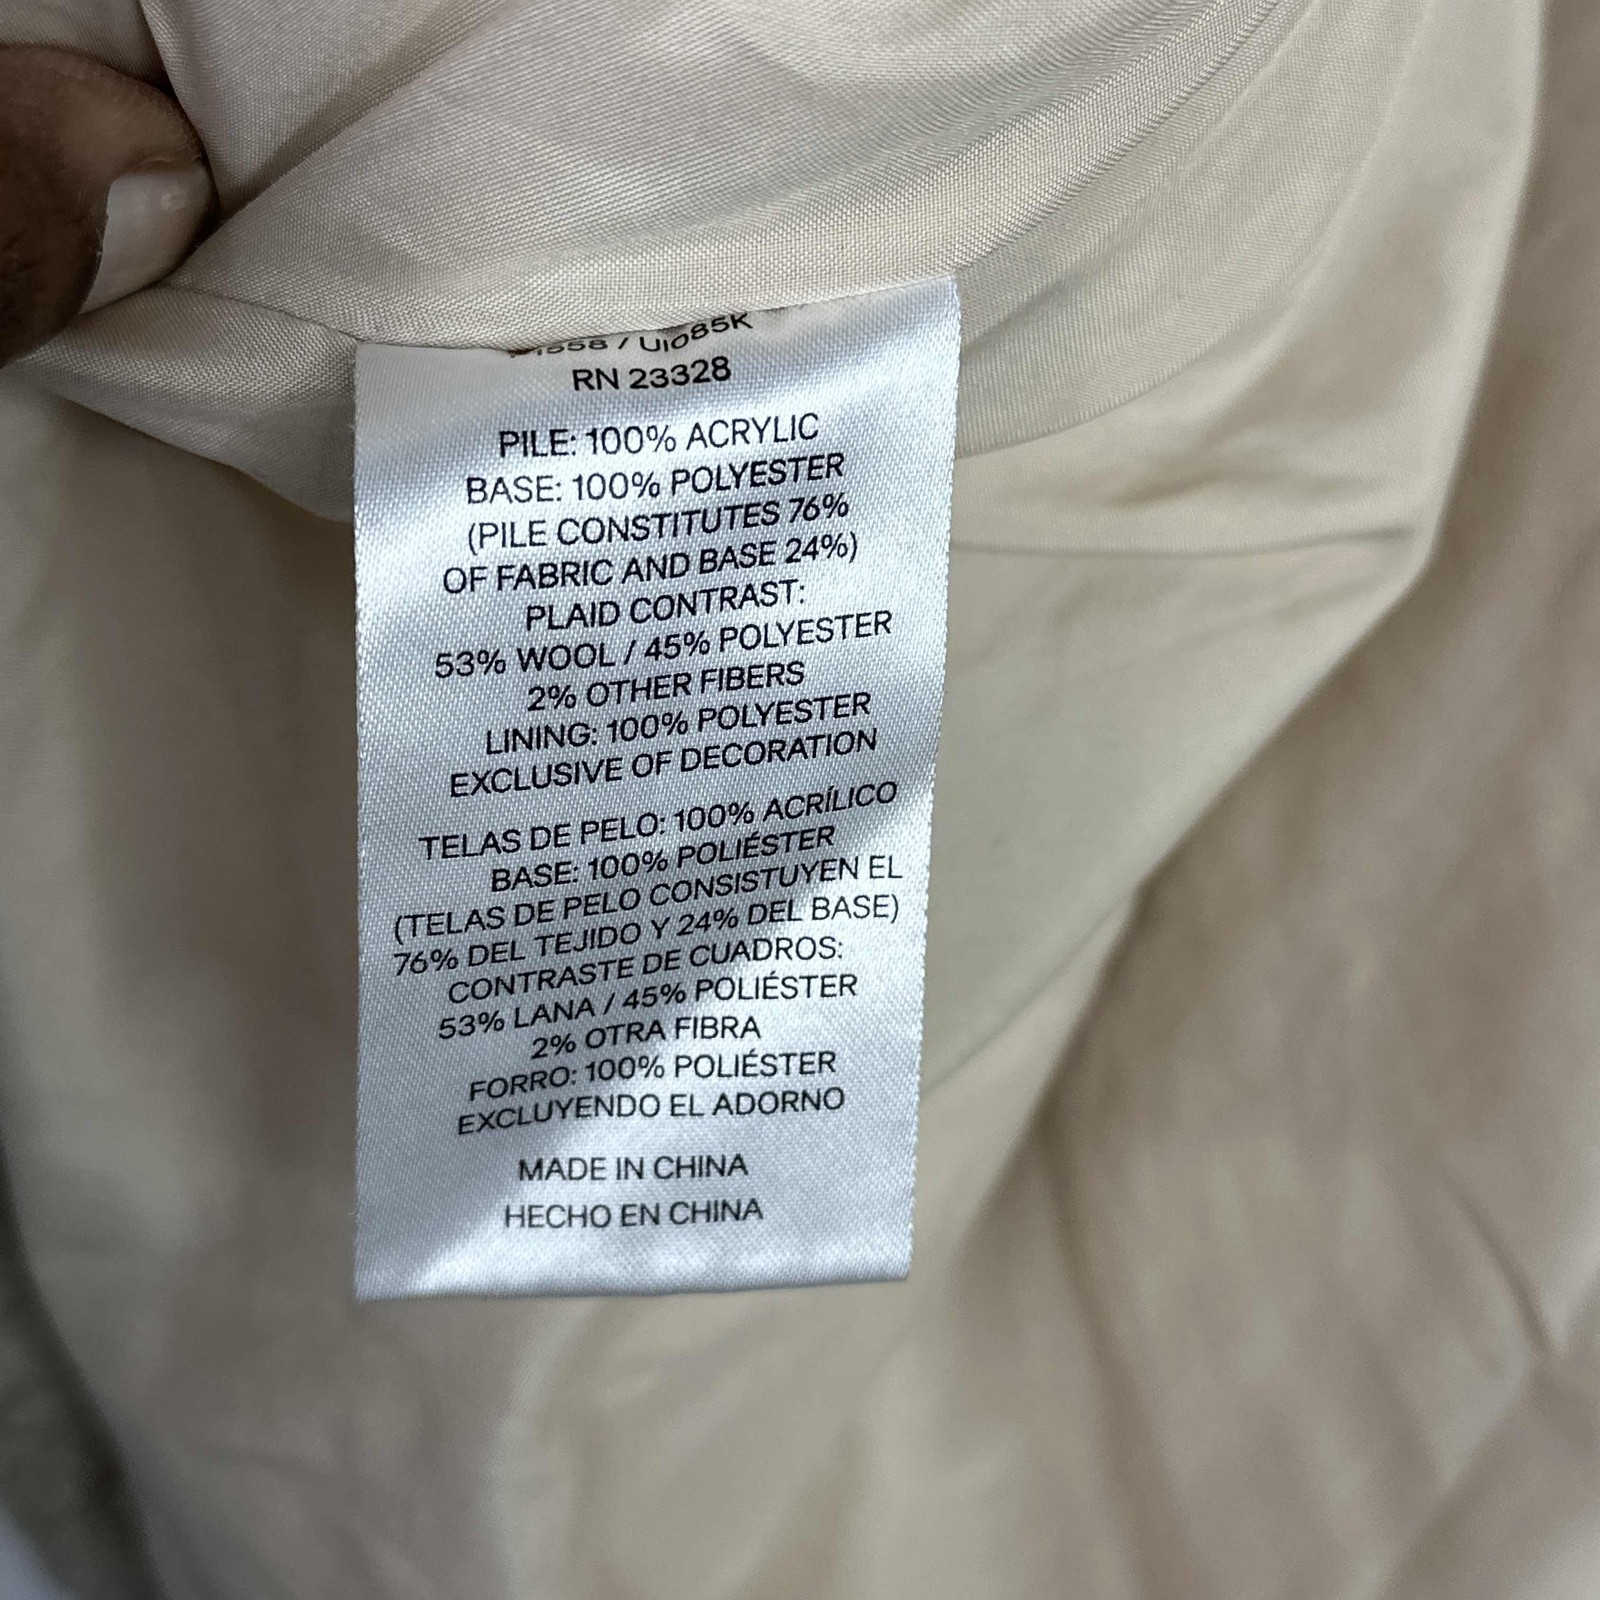 / U1085K
RN 23328
PILE: 100% ACRYLIC
BASE: 100% POLYESTER
(PILE CONSTITUTES 76%
OF FABRIC AND BASE 24%)
PLAID CONTRAST:
53% WOOL / 45% POLYESTER
2% OTHER FIBERS
LINING: 100% POLYESTER
EXCLUSIVE OF DECORATION
TELAS DE PELO: 100% ACRÍLICO
BASE: 100% POLIÉSTER
(TELAS DE PELO CONSISTUYEN EL
76% DEL TEJIDO Y 24% DEL BASE)
CONTRASTE DE CUADROS:
53% LANA / 45% POLIÉSTER
2% OTRA FIBRA
FORRO: 100% POLIÉSTER
EXCLUYENDO EL ADORNO
MADE IN CHINA
HECHO EN CHINA